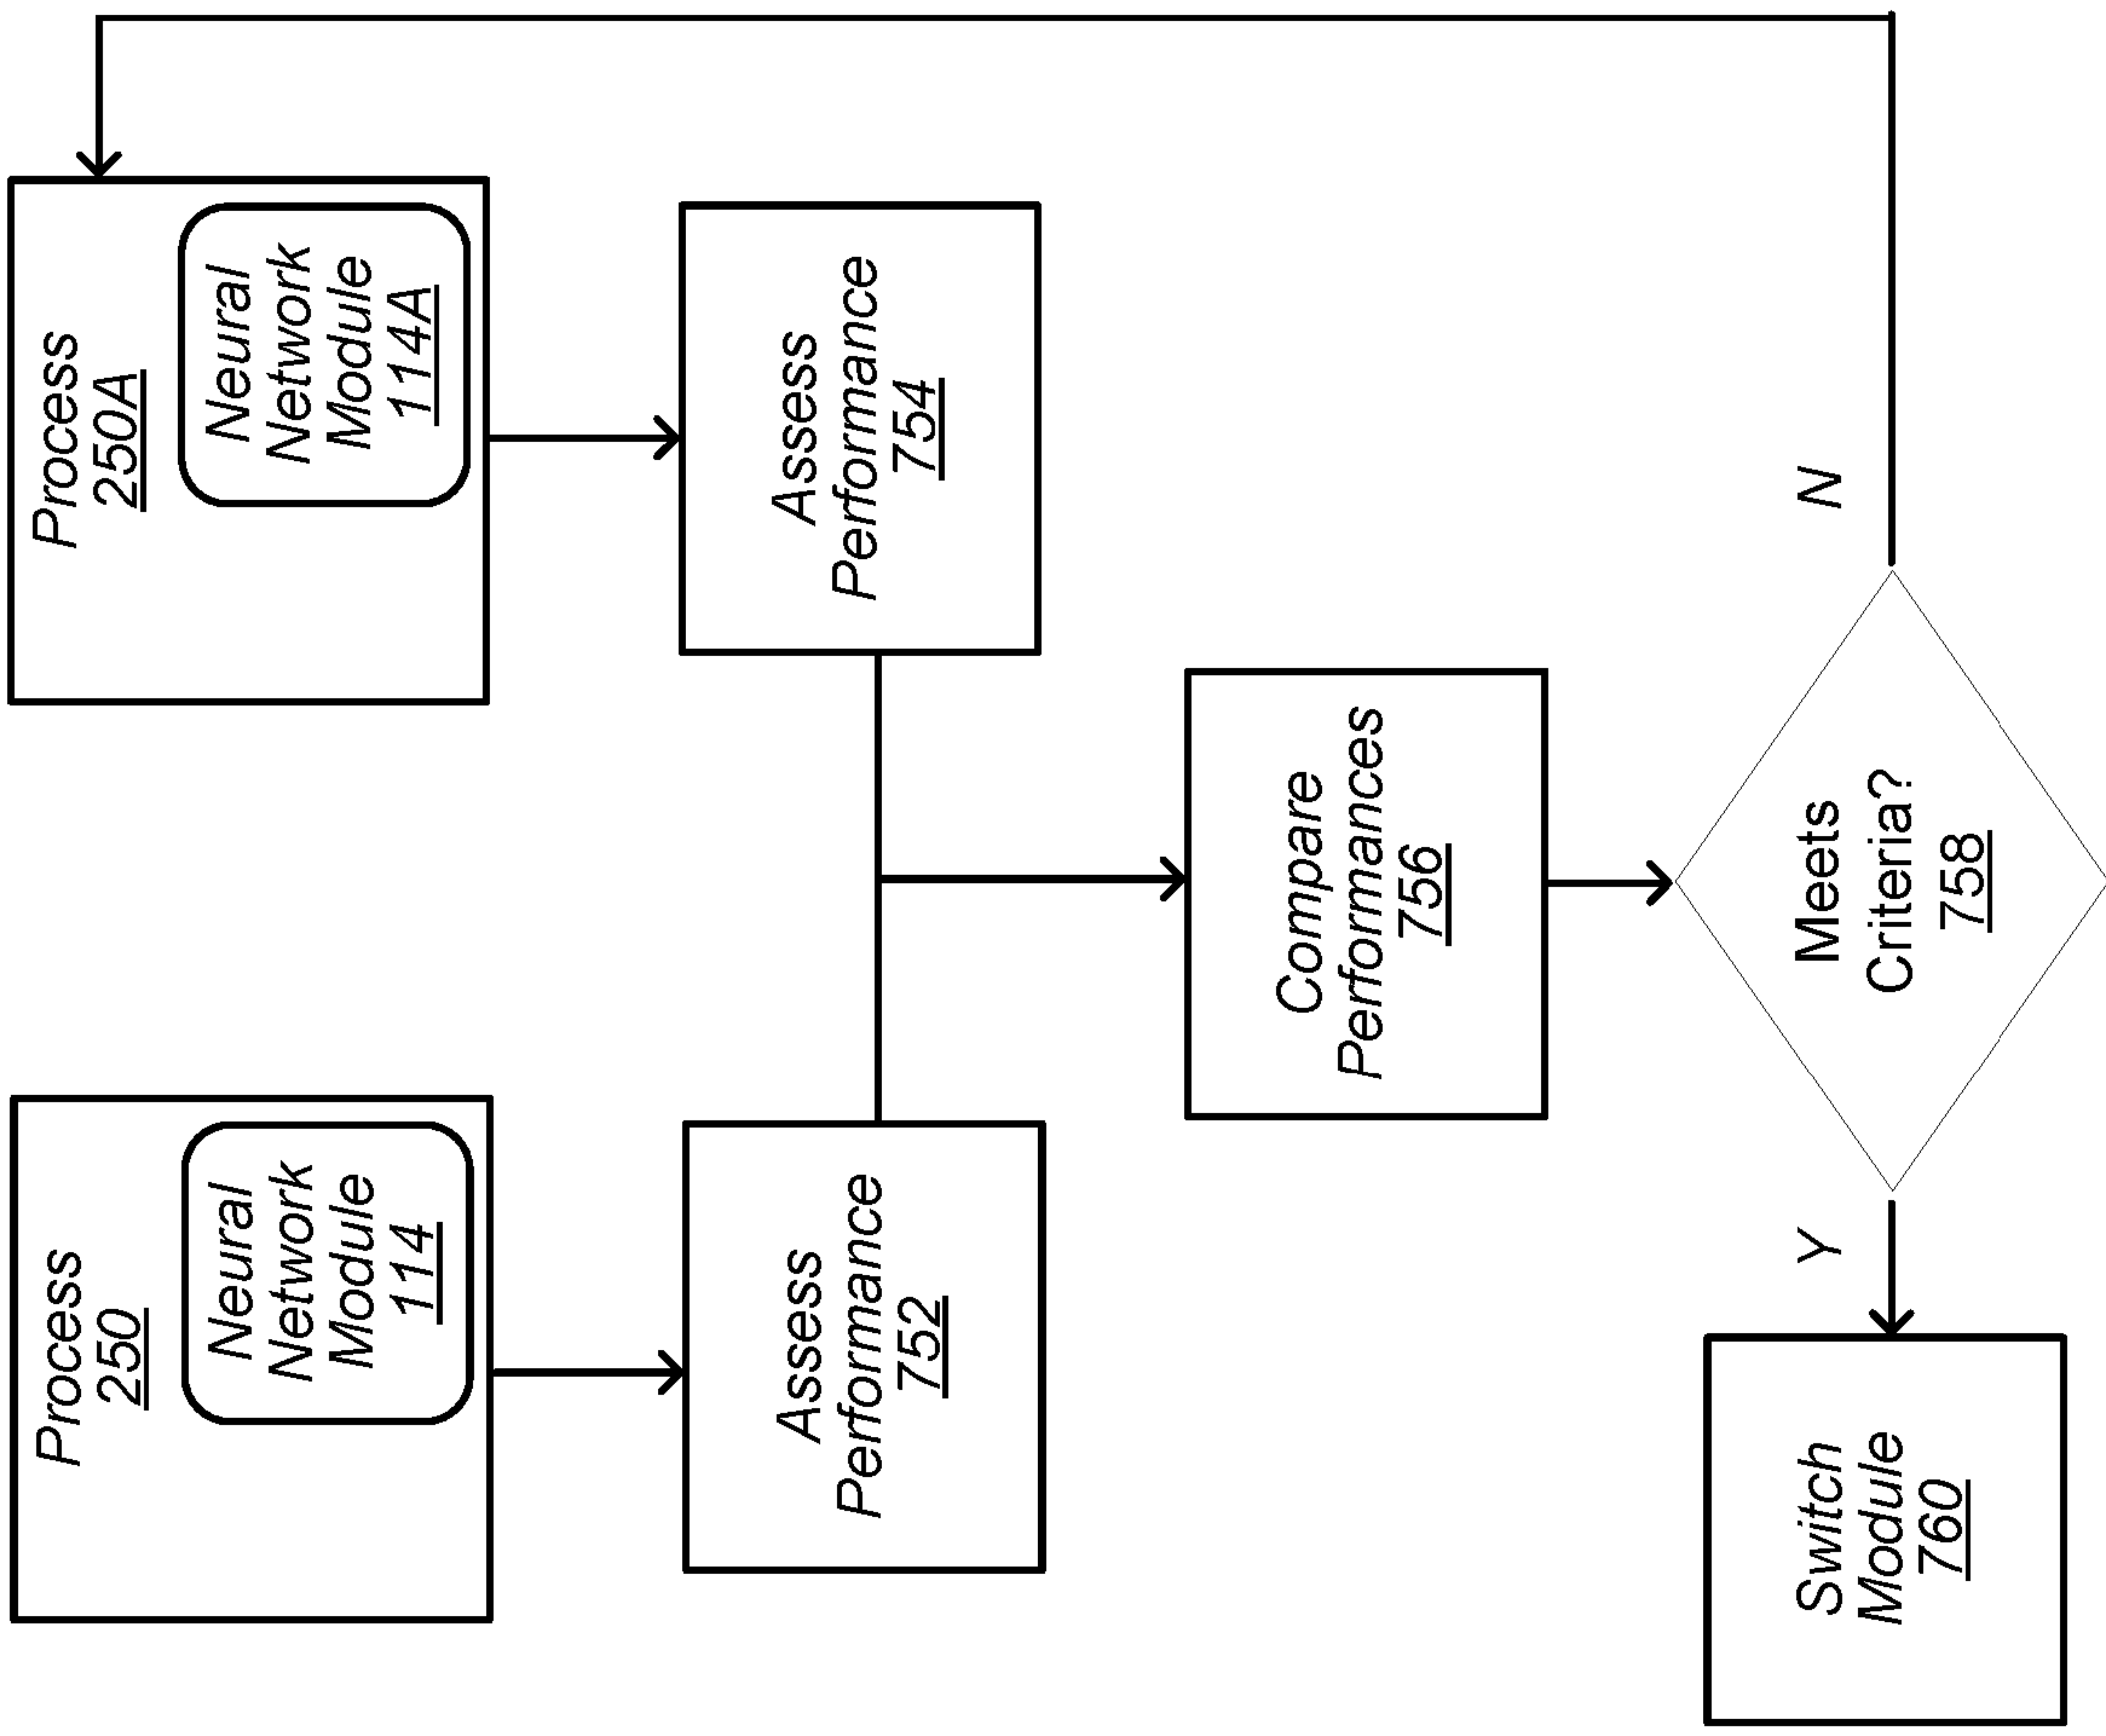 Process
250
Neural
Network
Module
114
Process
250A
Neural
Network
Module
114A
Assess
Performance
752
Assess
Performance
754
Compare
Performances
756
Switch
Module
760
Y
Meets
Criteria?
758
N